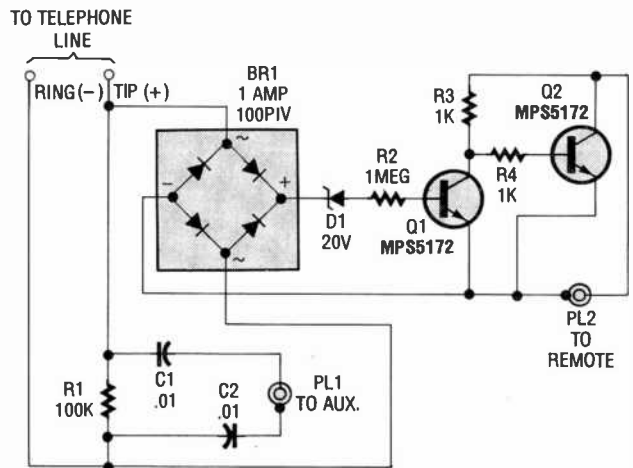 TO TELEPHONE
LINE
RING(−) TIP (+)
BR1
1 AMP
100PIV
~
−
+
~
D1
20V
R2
1MEG
R3
1K
Q1
MPS5172
R4
1K
Q2
MPS5172
PL2
TO
REMOTE
R1
100K
C1
.01
C2
.01
PL1
TO AUX.